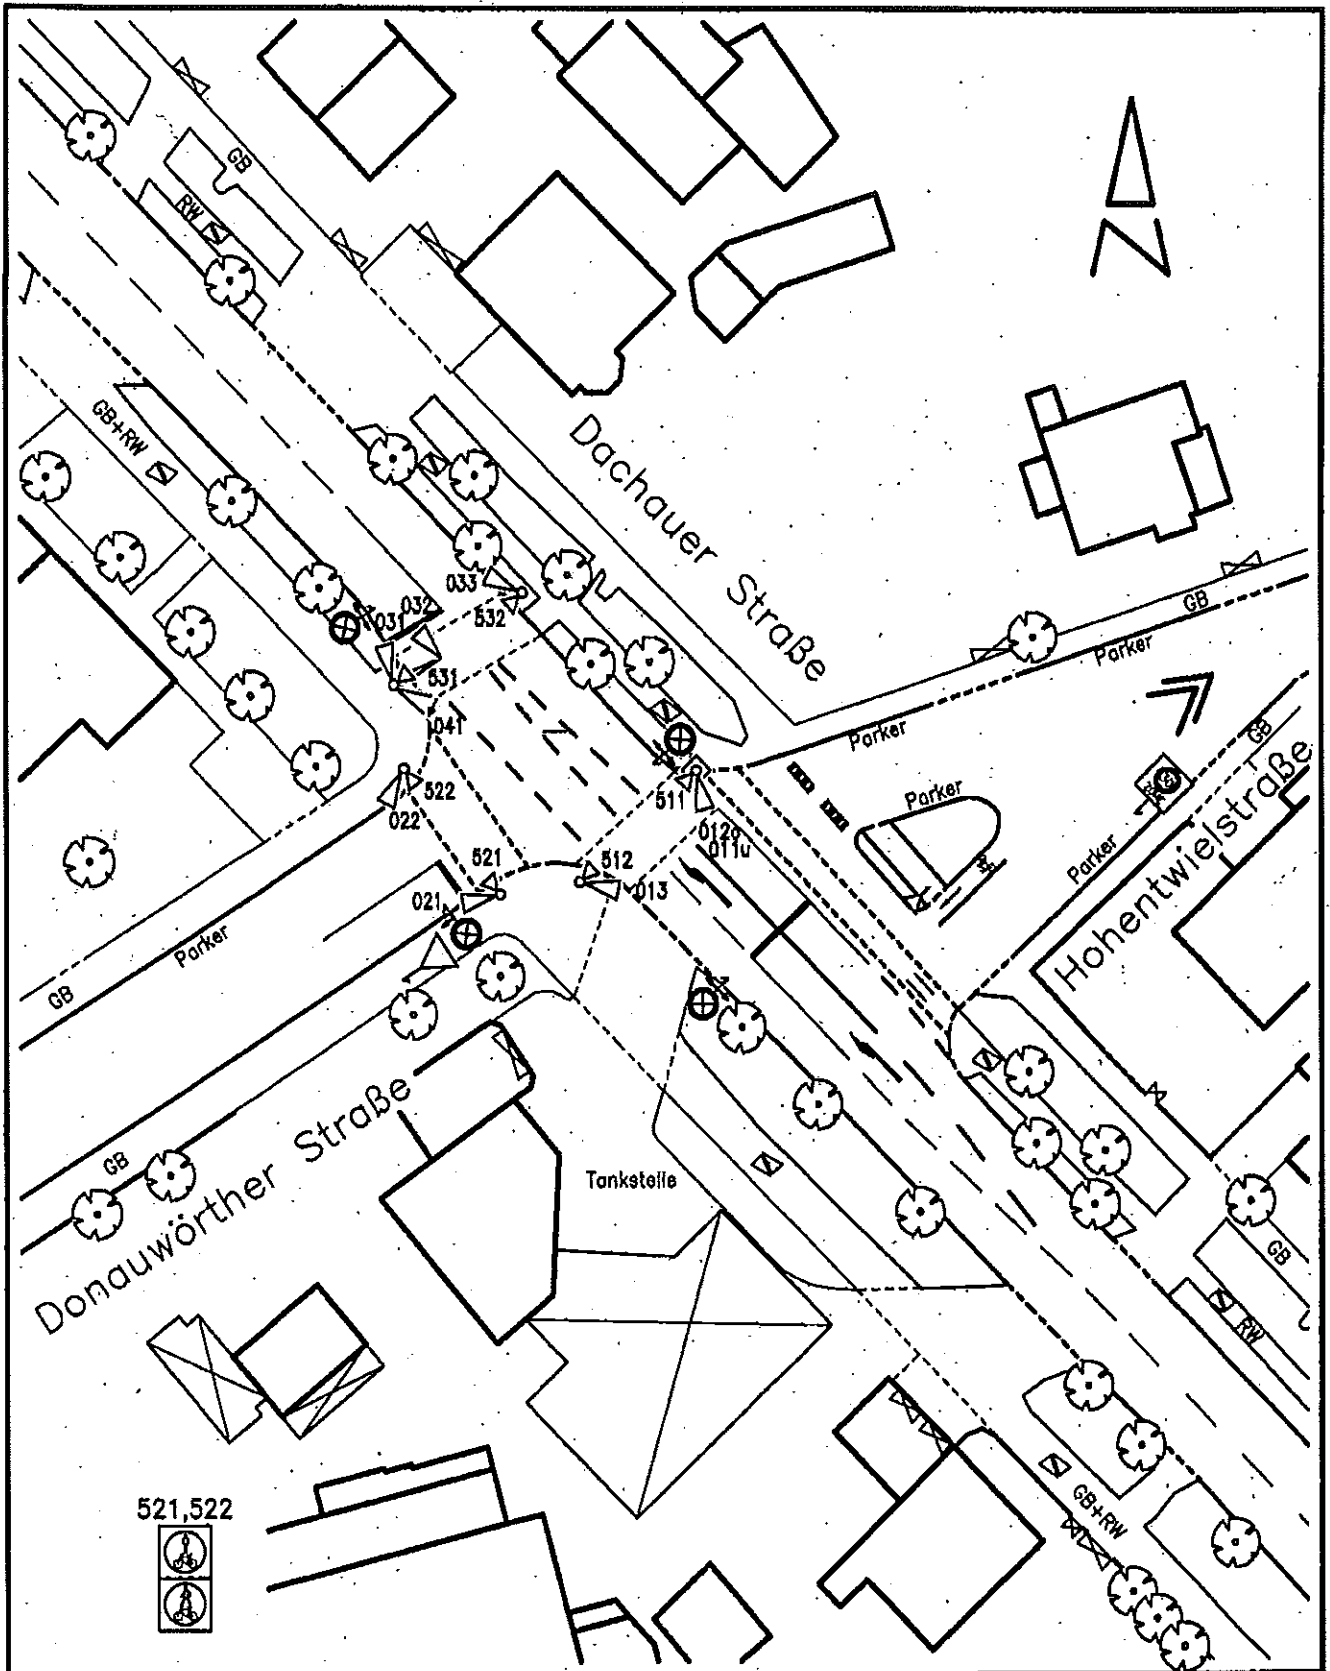 GB
RW
N
GB+RW
Dachauer Straße
033
032
031
532
531
041
522
022
521
021
512
013
511
012o
011u
GB
Parker
Parker
Parker
Parker
GB
Hohentwielstraße
Parker
GB
GB
Donauwörther Straße
Tankstelle
GB
RW
GB+RW
521,522